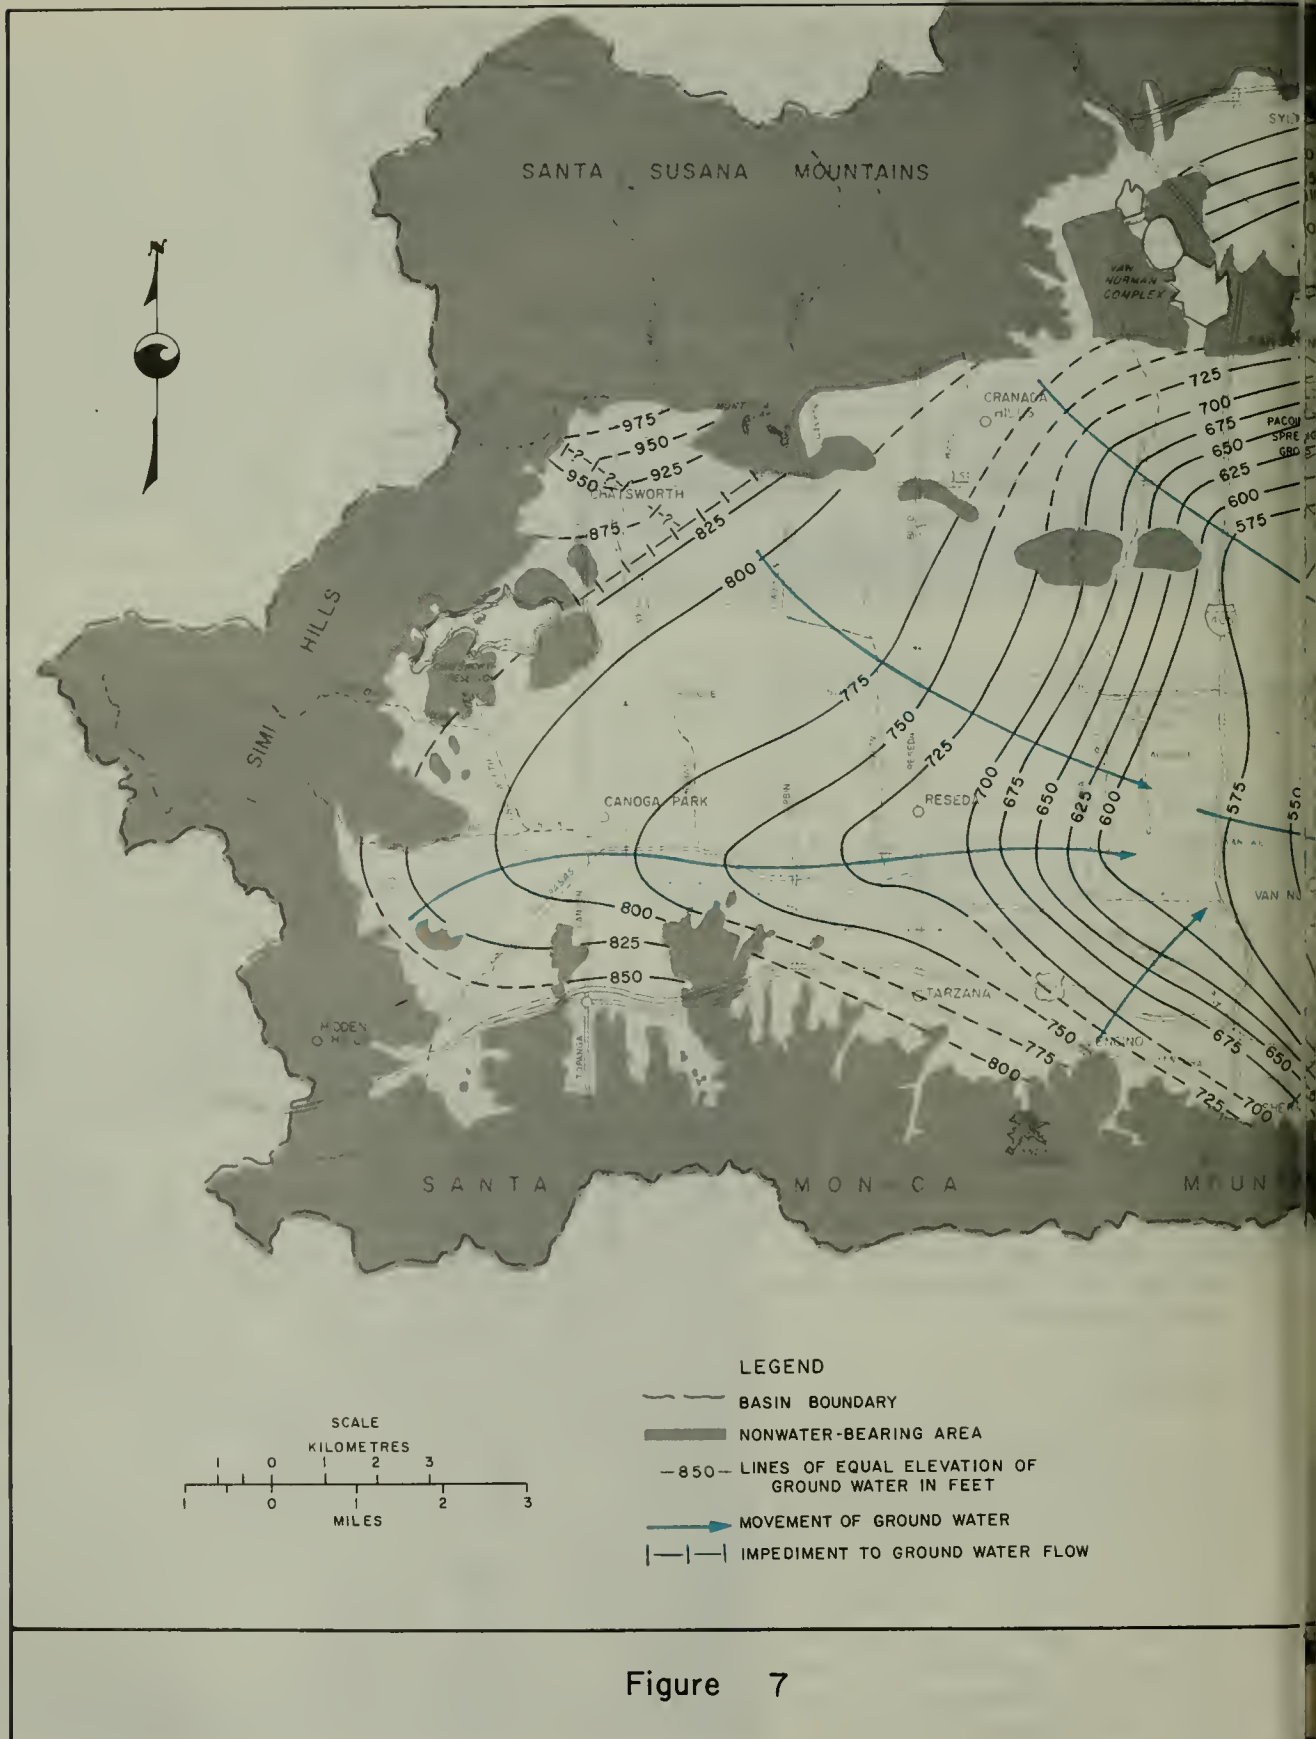 SANTA SUSANA MOUNTAINS
N
VAN
NORMAN
COMPLEX
725
CRANADA
HILLS
700
675
650
625
600
575
975
950
925
950
CHATSWORTH
875
825
800
SIMI HILLS
775
750
725
700
675
650
625
600
575
550
CANOGA PARK
RESEDA
RESEDA
800
825
850
TARZANA
TOPANGA
HIDDEN
ENCINO
750
775
800
675
650
725
700
SANTA MONICA
LEGEND
BASIN BOUNDARY
NONWATER-BEARING AREA
850 LINES OF EQUAL ELEVATION OF
GROUND WATER IN FEET
MOVEMENT OF GROUND WATER
IMPEDIMENT TO GROUND WATER FLOW
SCALE
KILOMETRES
1 0 1 2 3
1 0 1 2 3
MILES
Figure 7